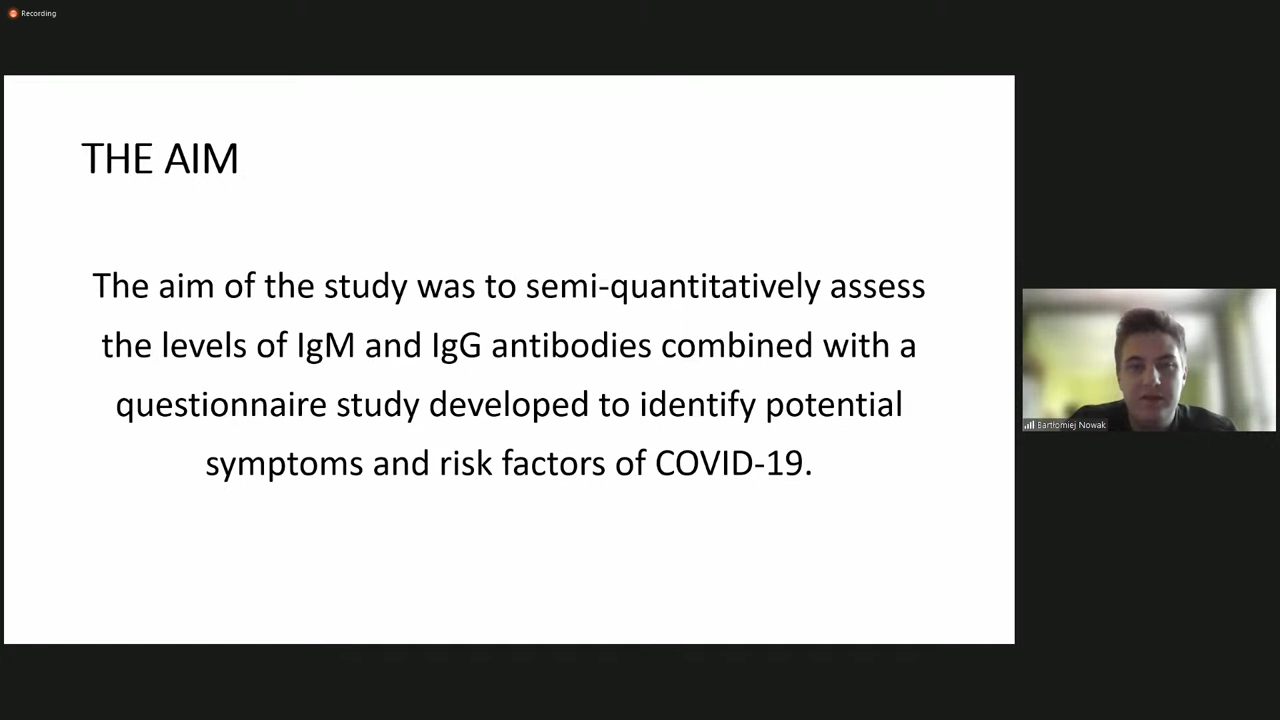 Recording
THE AIM
The aim of the study was to semi-quantitatively assess
the levels of IgM and IgG antibodies combined with a
questionnaire study developed to identify potential
symptoms and risk factors of COVID-19.
Bartłomiej Nowak